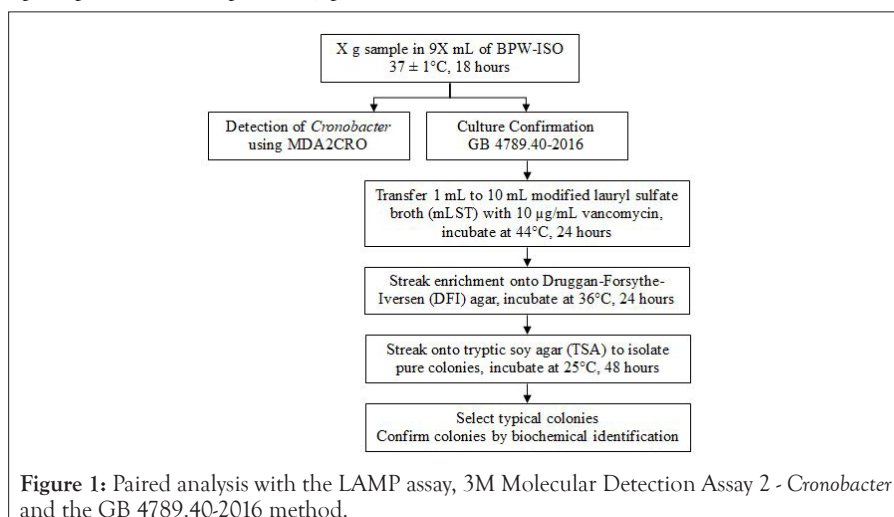 X g sample in 9X mL of BPW-ISO
37 ± 1°C, 18 hours
Detection of Cronobacter
using MDA2CRO
Culture Confirmation
GB 4789.40-2016
Transfer 1 mL to 10 mL modified lauryl sulfate
broth (mLST) with 10 µg/mL vancomycin,
incubate at 44°C, 24 hours
Streak enrichment onto Druggan-Forsythe-
Iversen (DFI) agar, incubate at 36°C, 24 hours
Streak onto tryptic soy agar (TSA) to isolate
pure colonies, incubate at 25°C, 48 hours
Select typical colonies
Confirm colonies by biochemical identification
Figure 1: Paired analysis with the LAMP assay, 3M Molecular Detection Assay 2 - Cronobacter
and the GB 4789.40-2016 method.